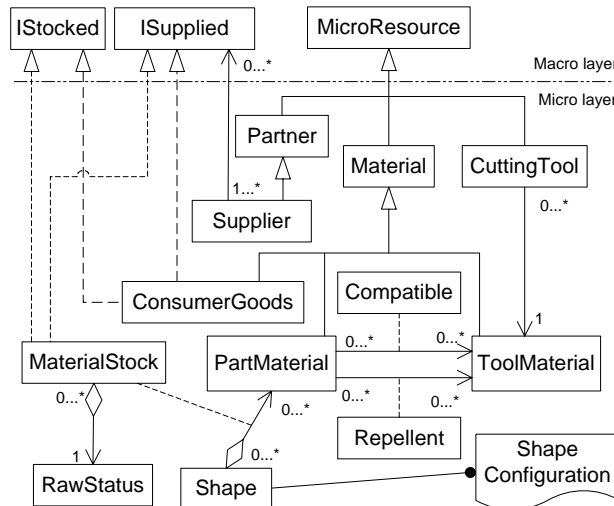 IStocked
ISupplied
MicroResource
0...*
Macro layer
Micro layer
Partner
Material
CuttingTool
1...*
0...*
Supplier
ConsumerGoods
Compatible
1
MaterialStock
PartMaterial
0...*
0...*
ToolMaterial
0...*
0...*
0...*
0...*
Repellent
1
0...*
RawStatus
Shape
Shape
Configuration